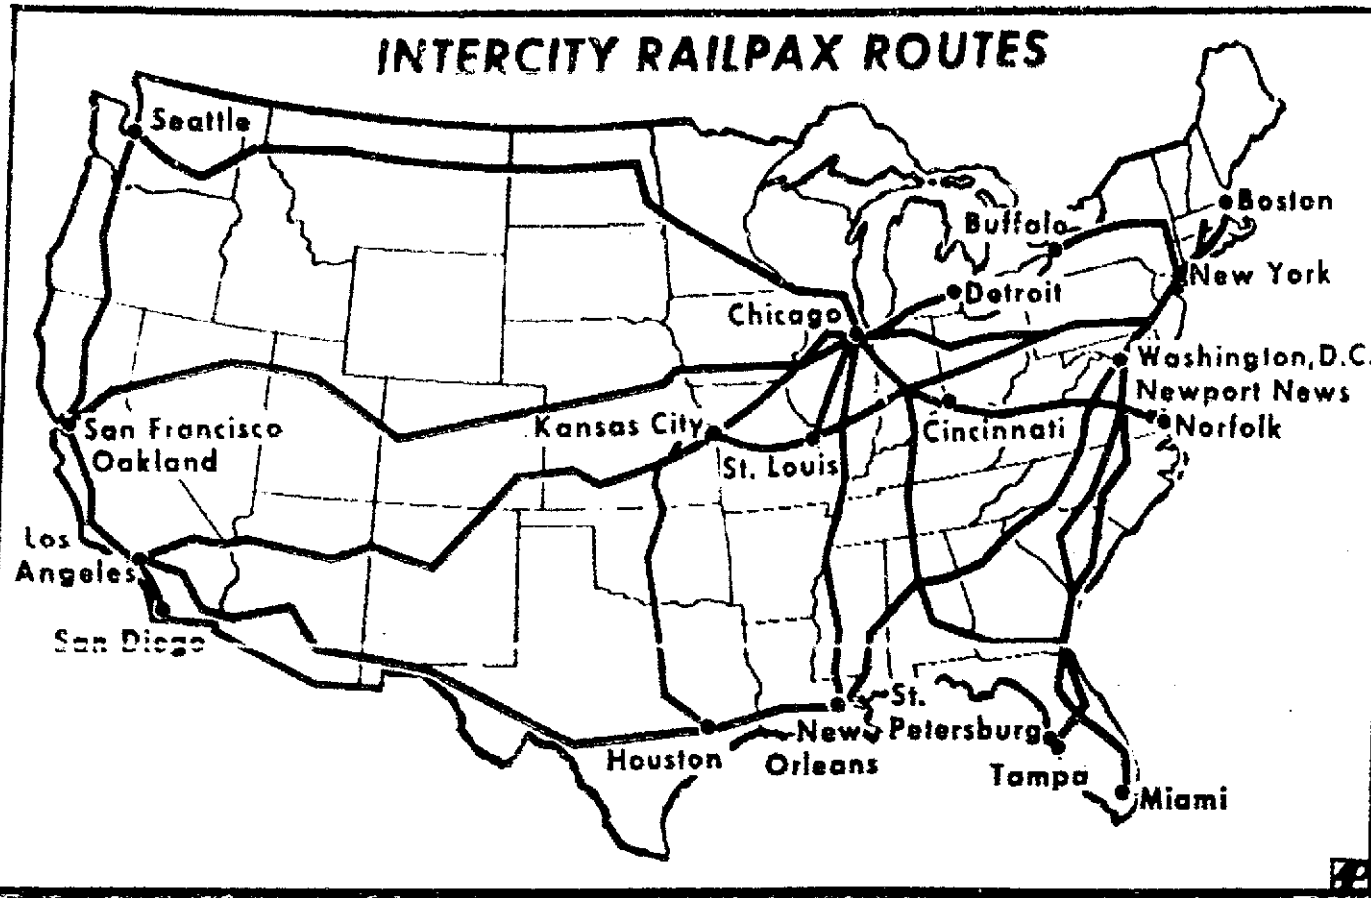 INTERCITY RAILPAX ROUTES
Seattle
Boston
Buffalo
New York
Detroit
Chicago
Washington, D.C.
Newport News
Kansas City
San Francisco
Cincinnati
Norfolk
Oakland
St. Louis
Los
Angeles
San Diego
St.
New Petersburg
Houston
Orleans
Tampa
Miami